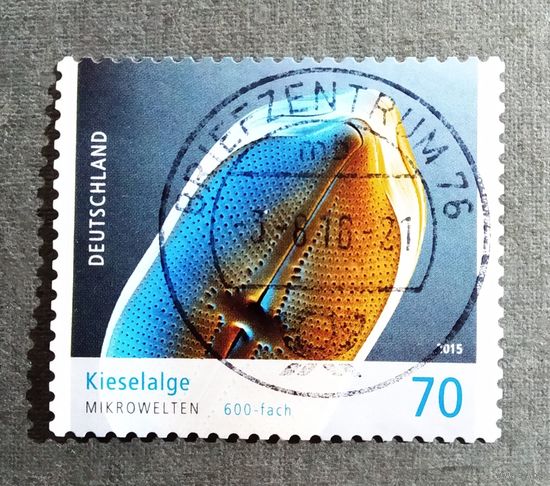 DEUTSCHLAND
BRIEFZENTRUM 76
2015
Kieselalge
MIKROWELTEN 600-fach
70